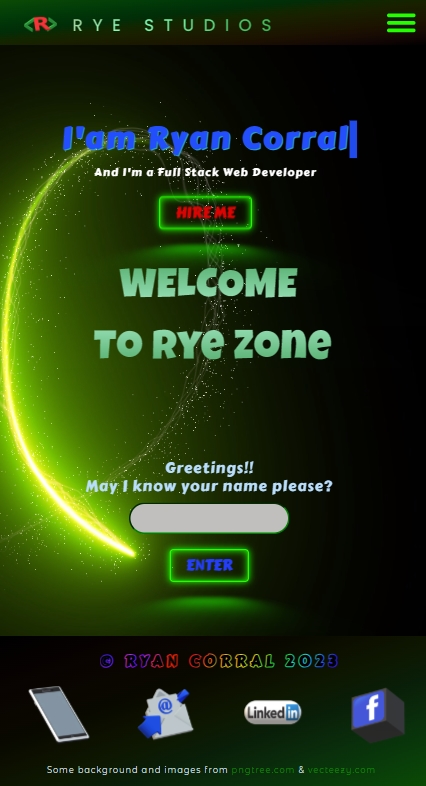 <R> RYE STUDIOS
I'am Ryan Corral
And I'm a Full Stack Web Developer
HIRE ME
WELCOME
To Rye Zone
Greetings!!
May I know your name please?
ENTER
© RYAN CORRAL 2023
@ Linked in f
Some background and images from pngtree.com & vecteezy.com